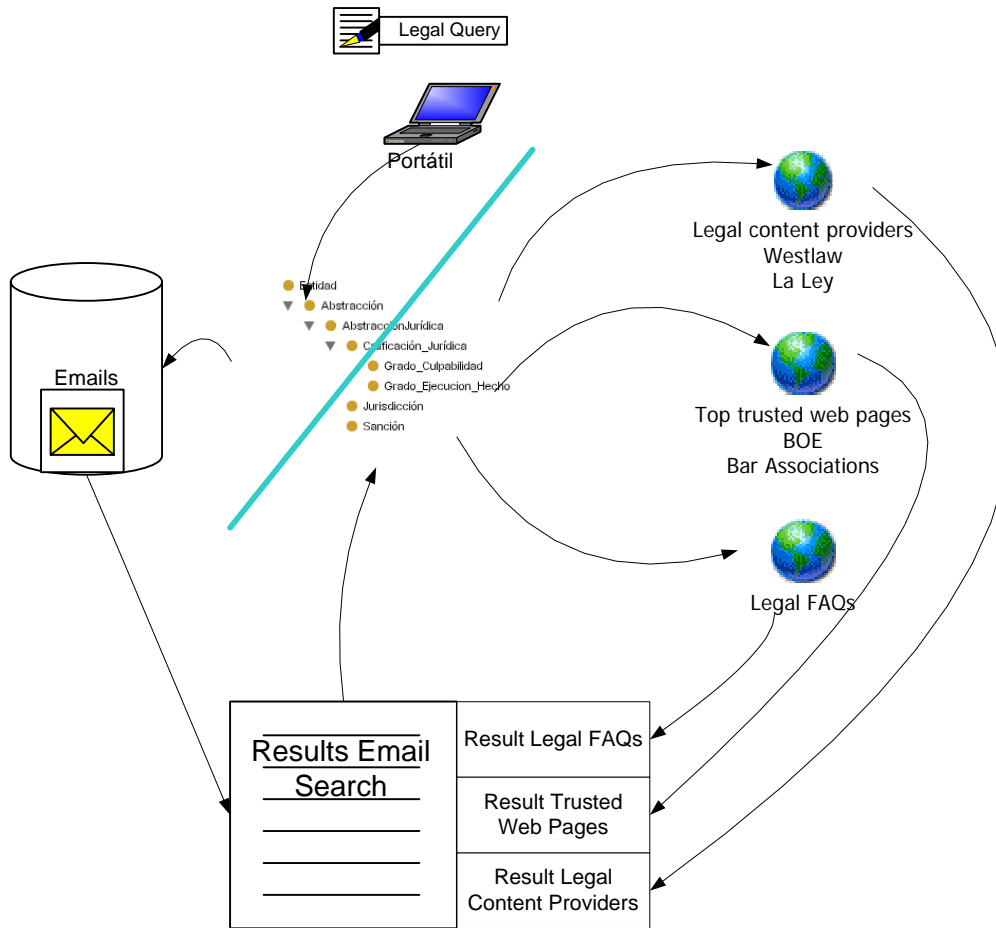 Legal Query
Portátil
Legal content providers
Westlaw
La Ley
Entidad
Abstracción
AbstracciónJurídica
Calificación_Jurídica
Grado_Culpabilidad
Grado_Ejecucion_Hecho
Jurisdicción
Sanción
Emails
Top trusted web pages
BOE
Bar Associations
Legal FAQs
Results Email
Search
Result Legal FAQs
Result Trusted
Web Pages
Result Legal
Content Providers